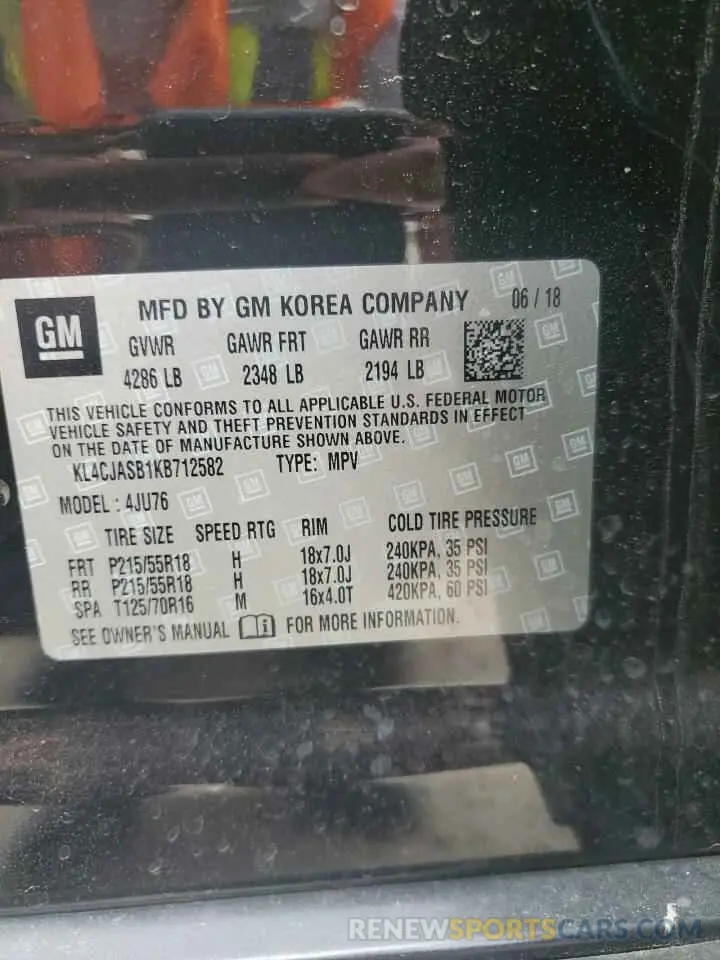 GM
MFD BY GM KOREA COMPANY 06 / 18
GVWR GAWR FRT GAWR RR
4286 LB 2348 LB 2194 LB
THIS VEHICLE CONFORMS TO ALL APPLICABLE U.S. FEDERAL MOTOR
VEHICLE SAFETY AND THEFT PREVENTION STANDARDS IN EFFECT
ON THE DATE OF MANUFACTURE SHOWN ABOVE.
KL4CJASB1KB712582 TYPE: MPV
MODEL: 4JU76
TIRE SIZE SPEED RTG RIM COLD TIRE PRESSURE
FRT P215/55R18 H 18x7.0J 240KPA, 35 PSI
RR P215/55R18 H 18x7.0J 240KPA, 35 PSI
SPA T125/70R16 M 16x4.0T 420KPA, 60 PSI
SEE OWNER'S MANUAL FOR MORE INFORMATION.
RENEWSPORTSCARS.COM